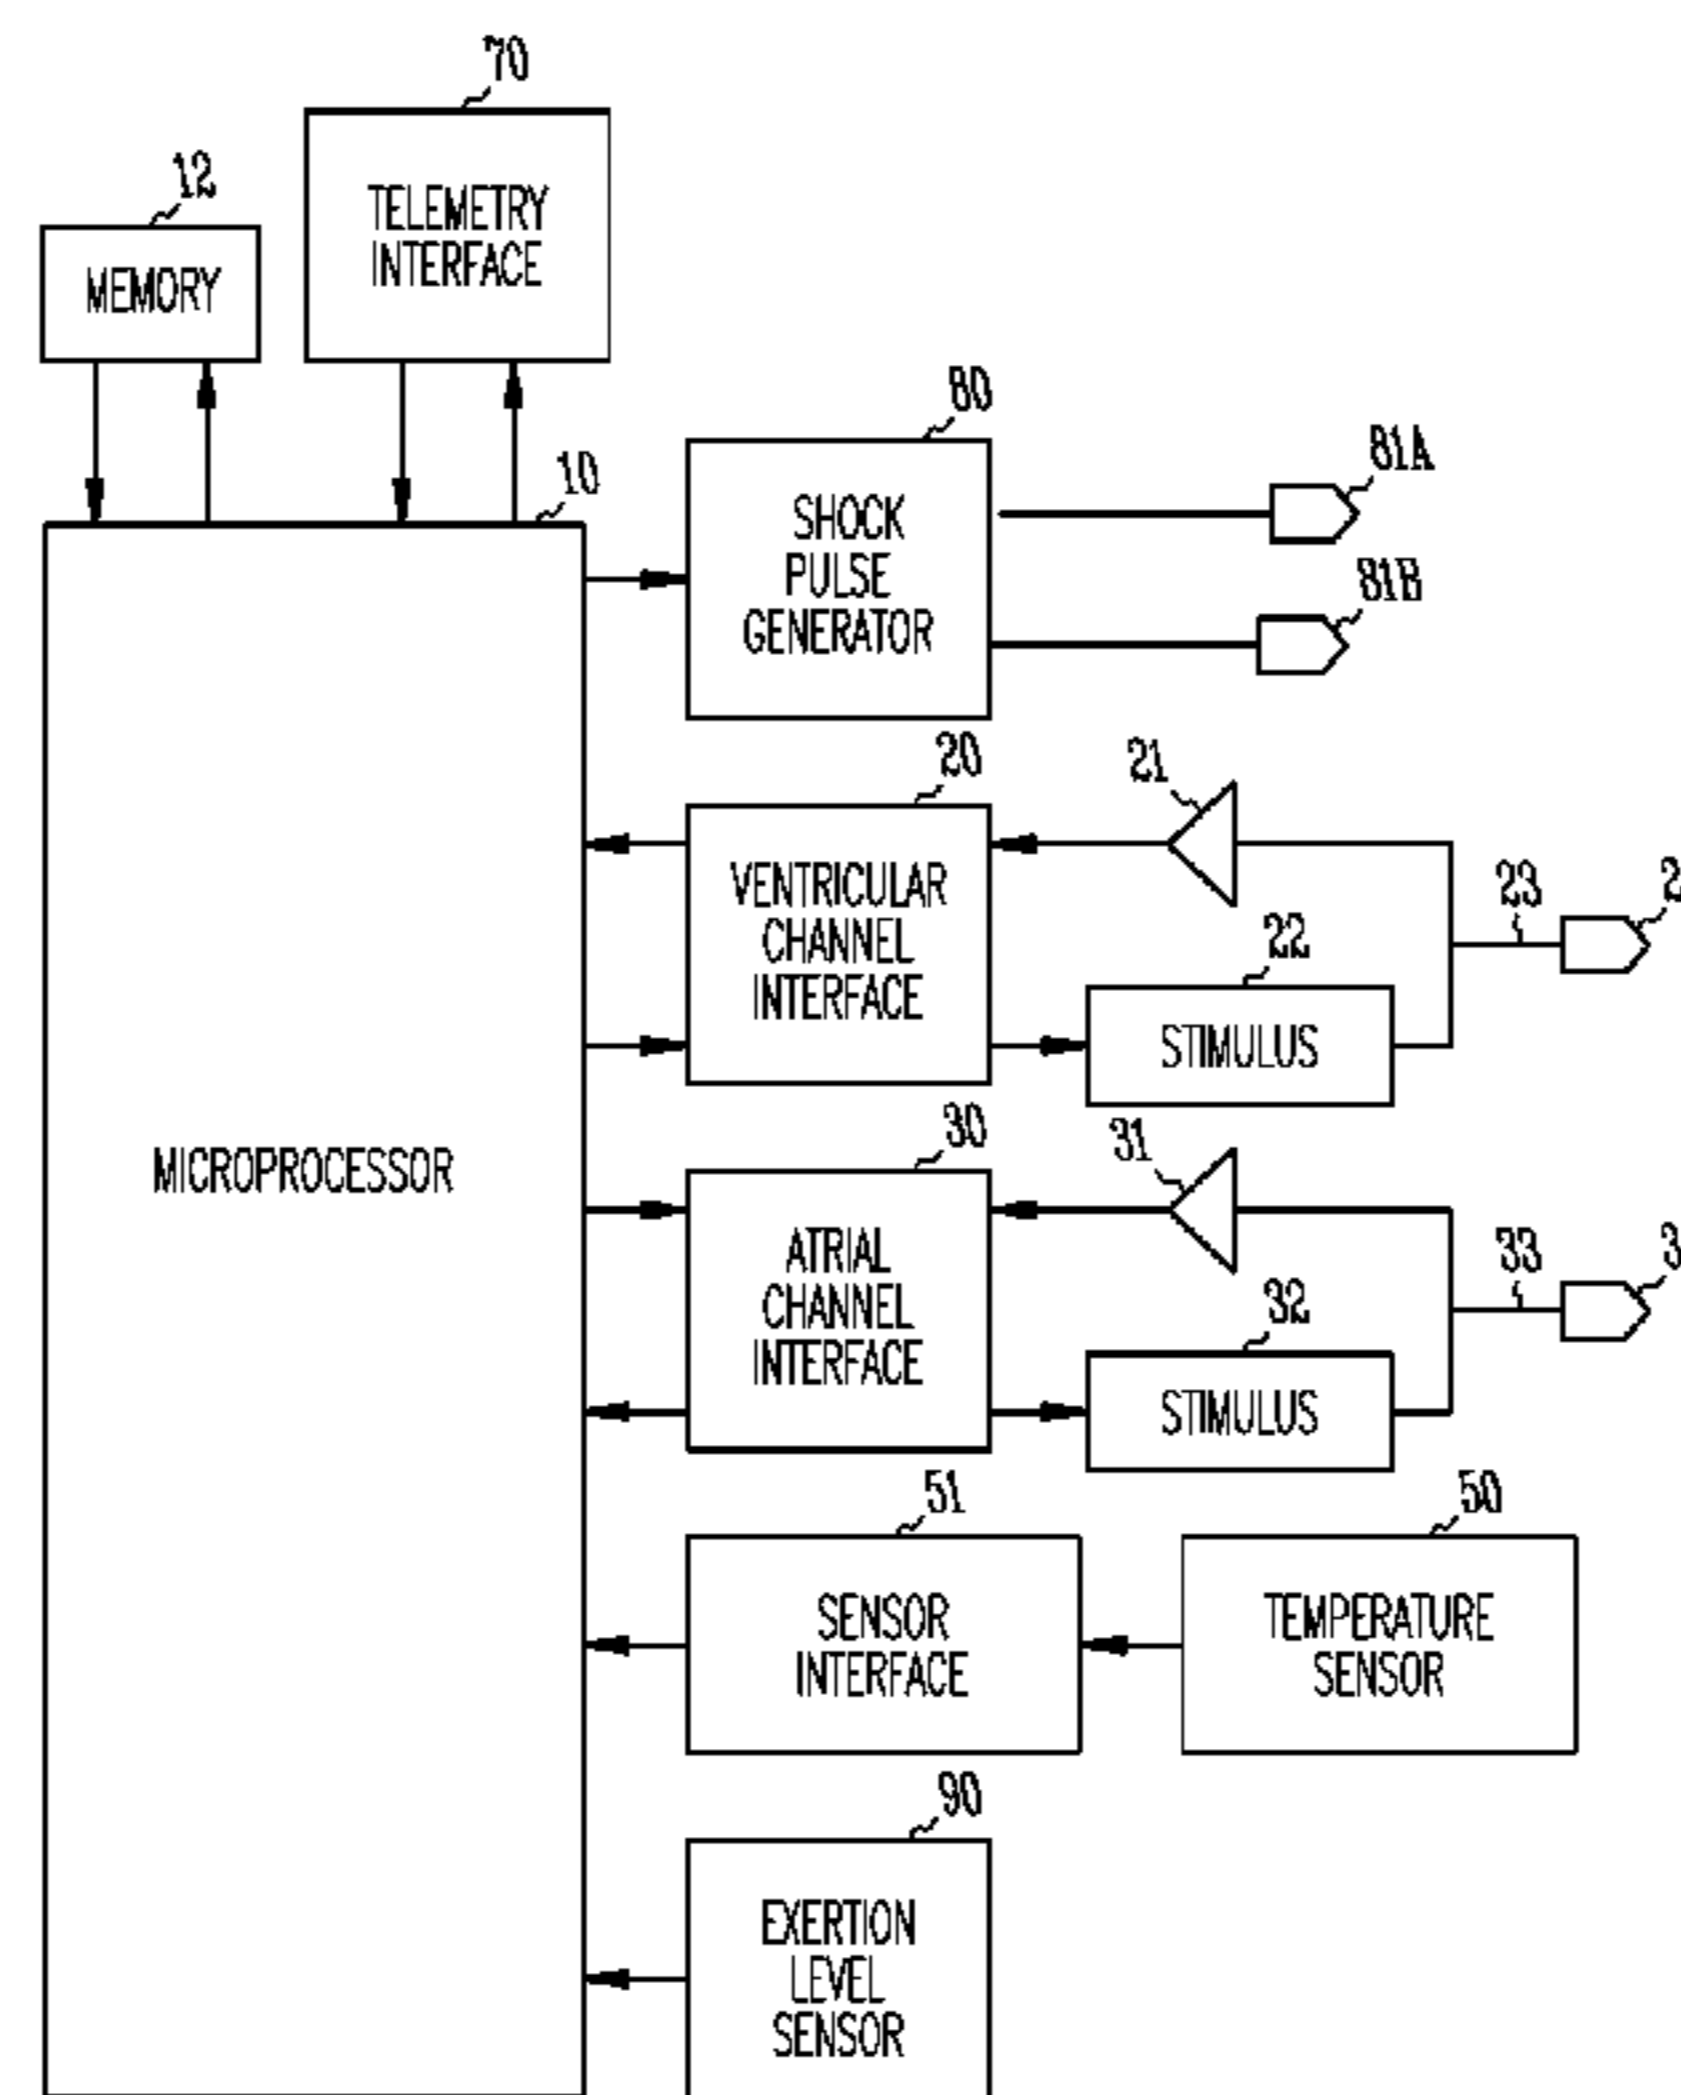 70
12
TELEMETRY
INTERFACE
MEMORY
10
80
SHOCK
PULSE
GENERATOR
81A
81B
20
21
VENTRICULAR
CHANNEL
INTERFACE
22
23
STIMULUS
MICROPROCESSOR
30
31
ATRIAL
CHANNEL
INTERFACE
32
33
STIMULUS
51
50
SENSOR
INTERFACE
TEMPERATURE
SENSOR
90
EXERTION
LEVEL
SENSOR